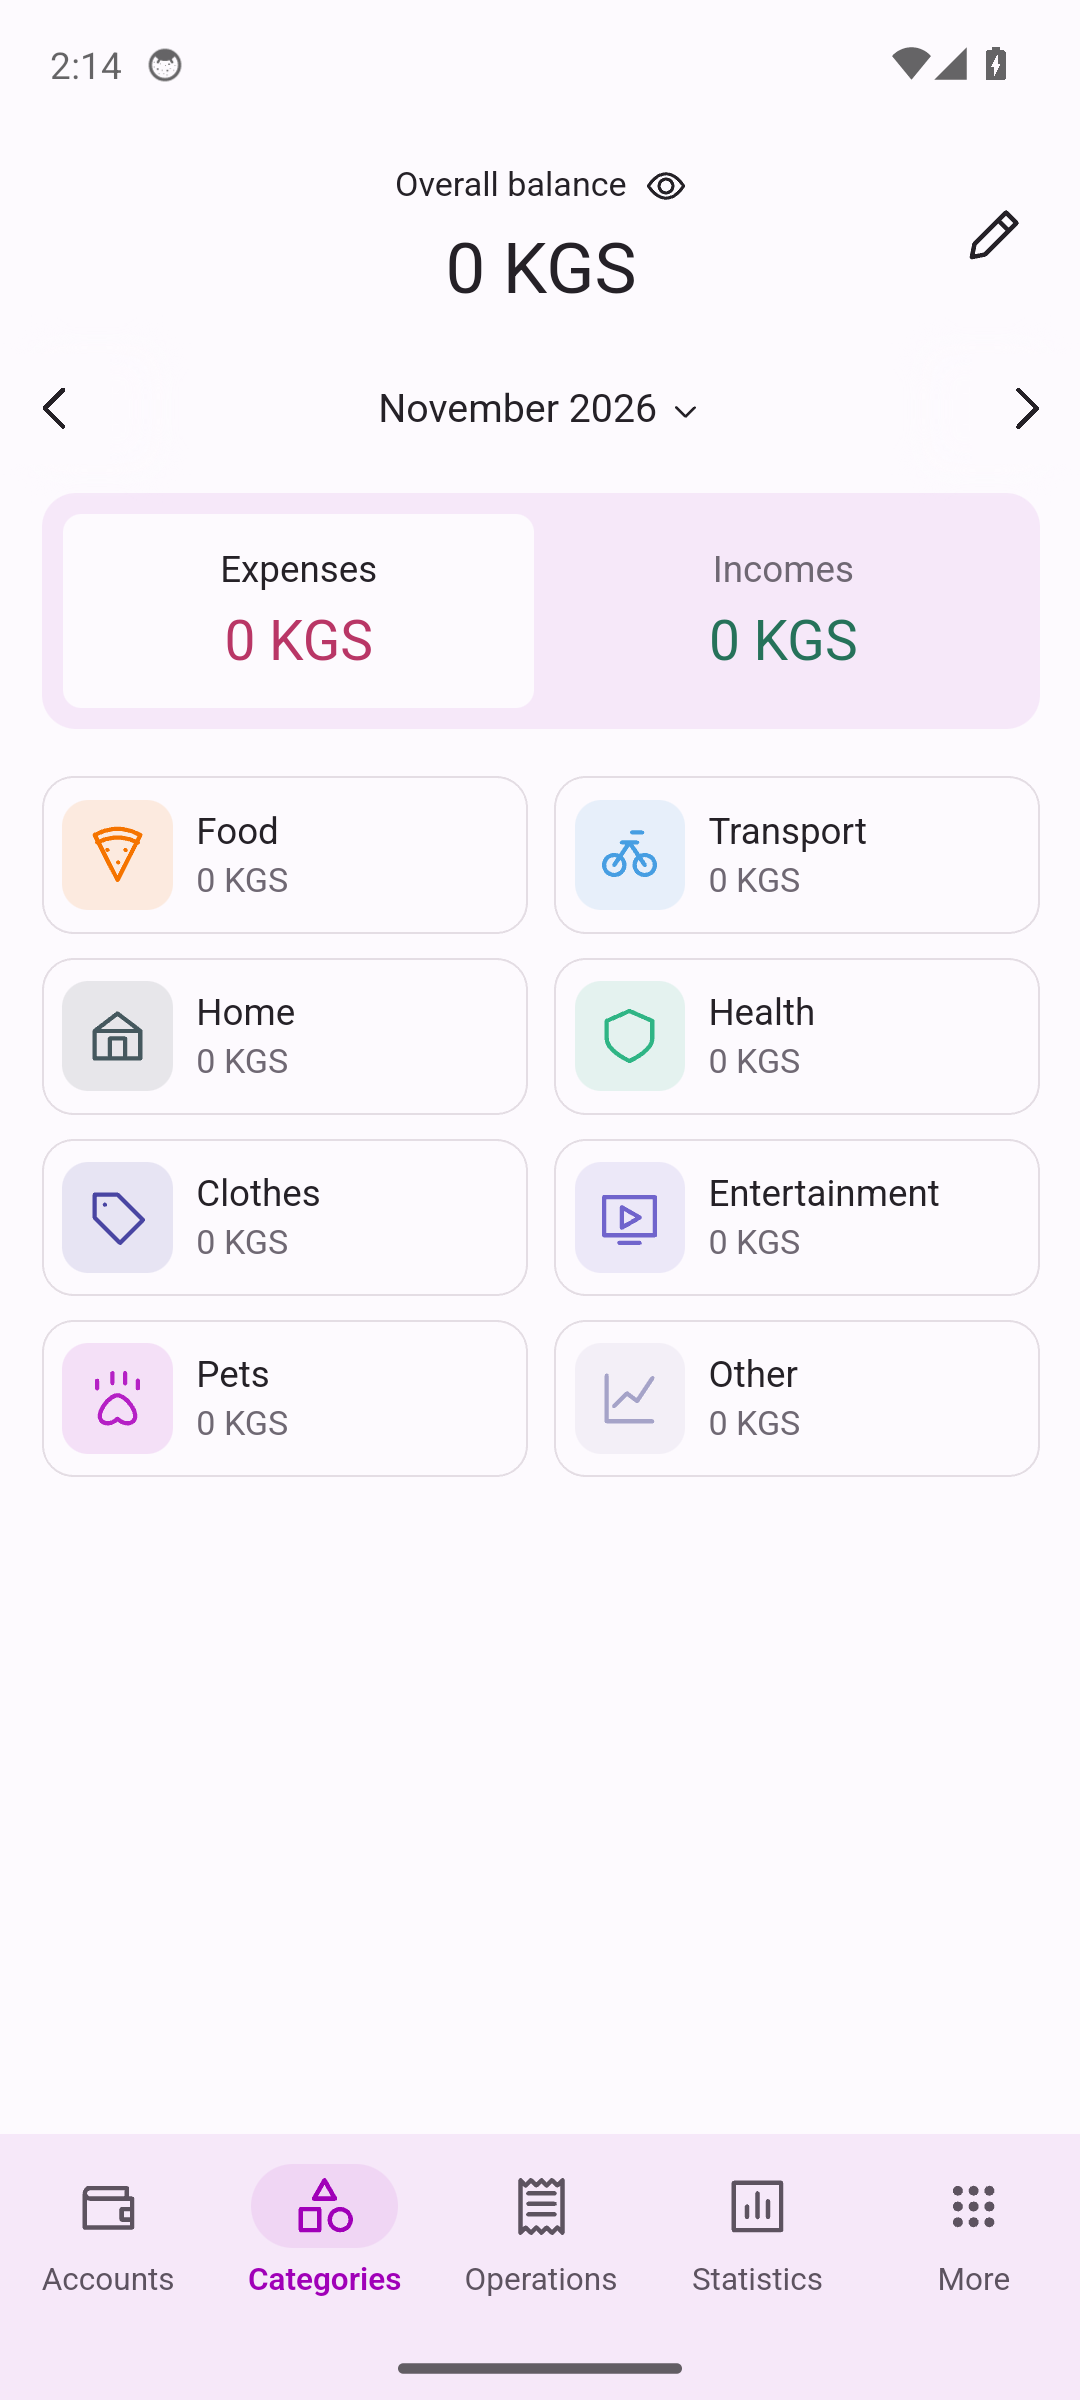 2:14
Overall balance
0 KGS
November 2026
Expenses
0 KGS
Incomes
0 KGS
Food
0 KGS
Transport
0 KGS
Home
0 KGS
Health
0 KGS
Clothes
0 KGS
Entertainment
0 KGS
Pets
0 KGS
Other
0 KGS
Accounts
Categories
Operations
Statistics
More